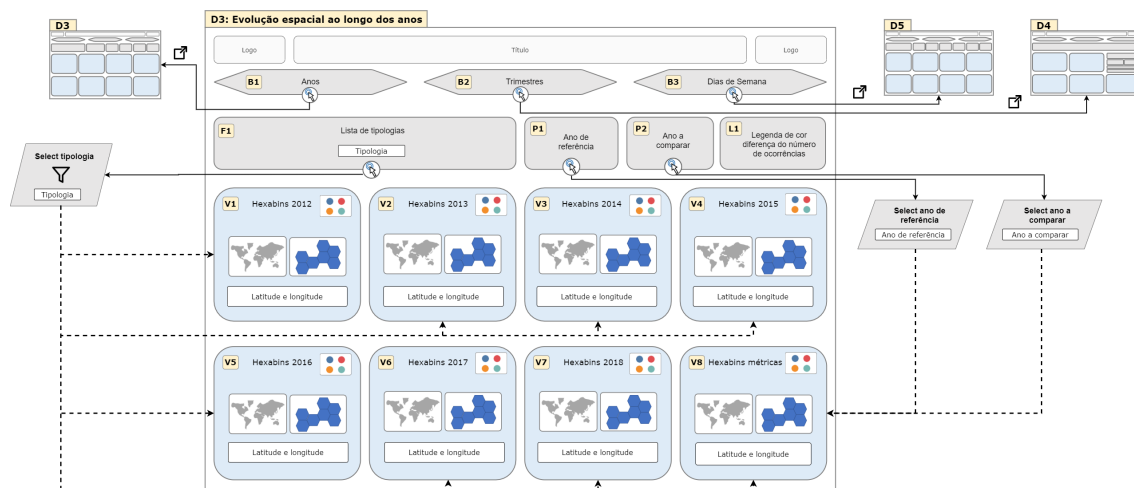 D3
D3: Evolução espacial ao longo dos anos
D5
D4
Logo
Título
Logo
B1
Anos
B2
Trimestres
B3
Dias de Semana
F1
Lista de tipologias
Tipologia
P1
Ano de
referência
P2
Ano a
comparar
L1
Legenda de cor
diferença do número
de ocorrências
Select tipologia
Tipologia
V1
Hexabins 2012
Latitude e longitude
V2
Hexabins 2013
Latitude e longitude
V3
Hexabins 2014
Latitude e longitude
V4
Hexabins 2015
Latitude e longitude
Select ano de
referência
Ano de referência
Select ano a
comparar
Ano a comparar
V5
Hexabins 2016
Latitude e longitude
V6
Hexabins 2017
Latitude e longitude
V7
Hexabins 2018
Latitude e longitude
V8
Hexabins métricas
Latitude e longitude